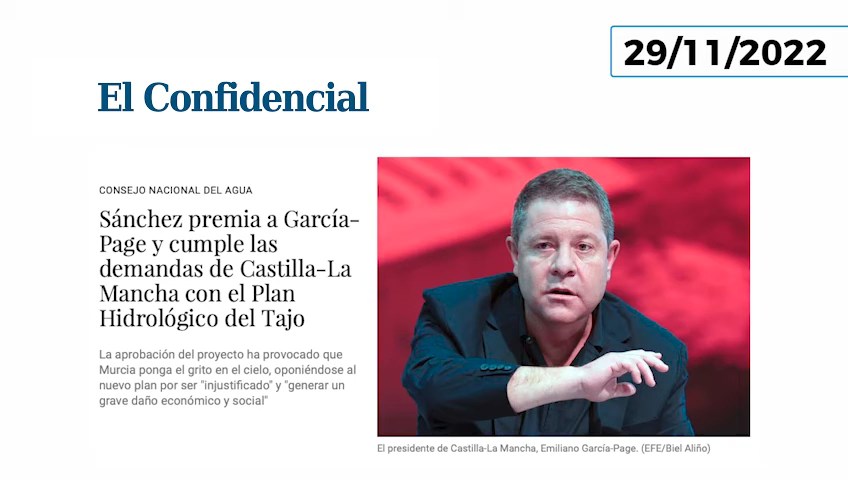 29/11/2022
El Confidencial
CONSEJO NACIONAL DEL AGUA
Sánchez premia a García-
Page y cumple las
demandas de Castilla-La
Mancha con el Plan
Hidrológico del Tajo
La aprobación del proyecto ha provocado que
Murcia ponga el grito en el cielo, oponiéndose al
nuevo plan por ser "injustificado" y "generar un
grave daño económico y social"
El presidente de Castilla-La Mancha, Emiliano García-Page. (EFE/Biel Aliño)